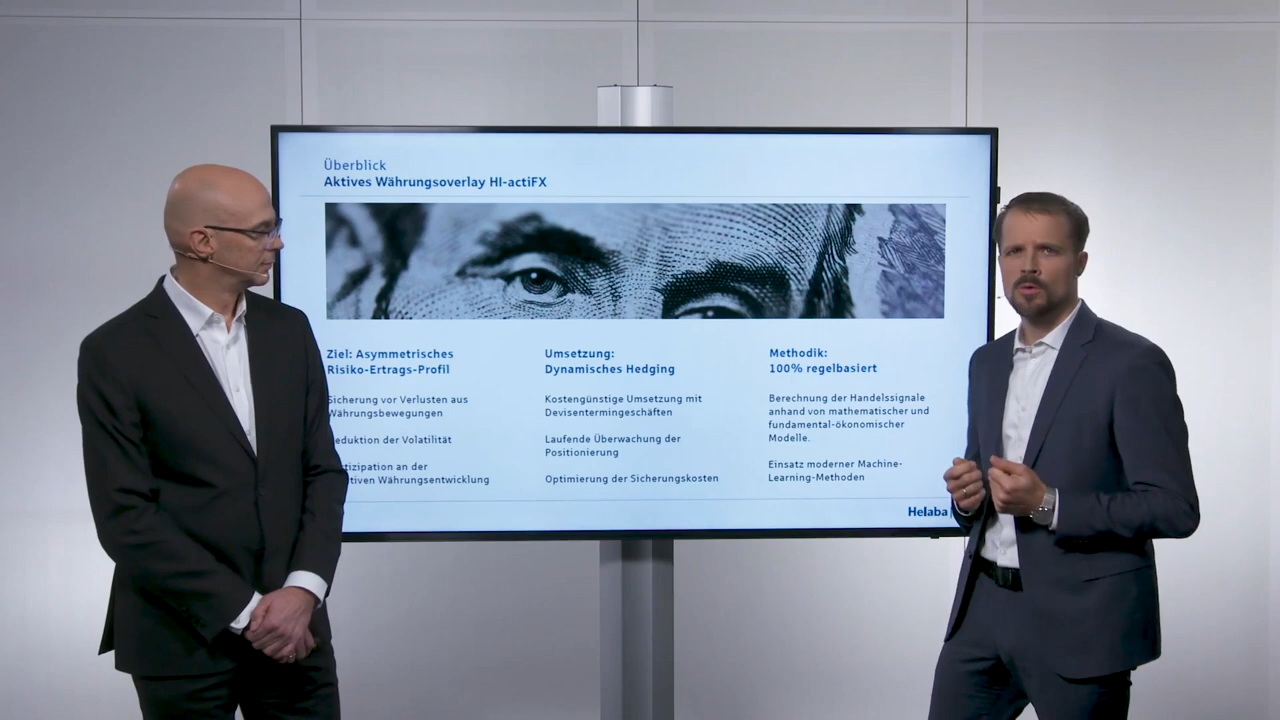 Überblick
Aktives Währungsoverlay HI-actiFX
Ziel: Asymmetrisches
Risiko-Ertrags-Profil
Sicherung vor Verlusten aus
Währungsbewegungen
eduktion der Volatilität
tizipation an der
tiven Währungsentwicklung
Umsetzung:
Dynamisches Hedging
Kostengünstige Umsetzung mit
Devisentermingeschäften
Laufende Überwachung der
Positionierung
Optimierung der Sicherungskosten
Methodik:
100% regelbasiert
Berechnung der Handelssignale
anhand von mathematischer und
fundamental-ökonomischer
Modelle.
Einsatz moderner Machine-
Learning-Methoden
Helaba